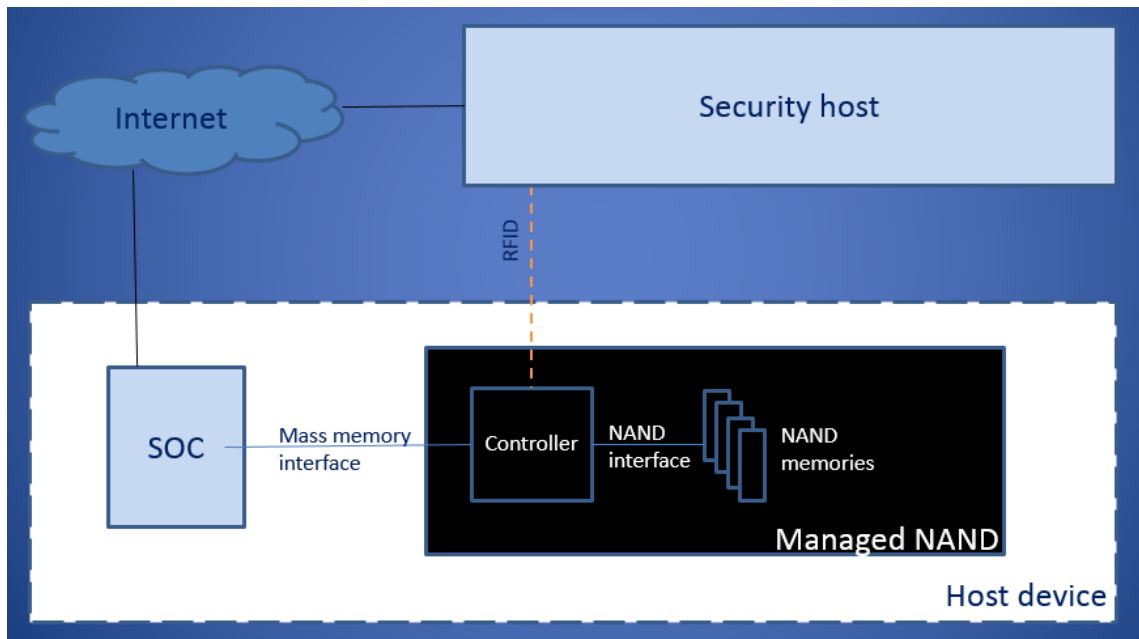 Internet
Security host
RFID
SOC
Mass memory
interface
Controller
NAND
interface
NAND
memories
Managed NAND
Host device